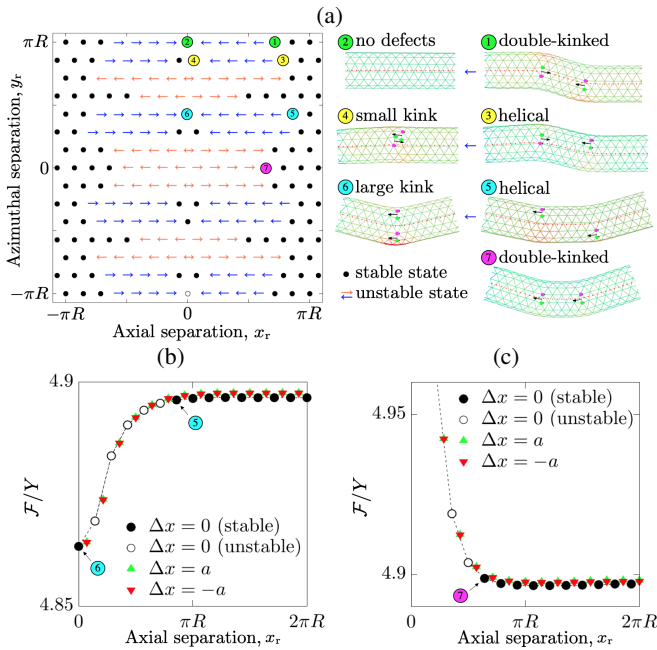 (a)
πR
0
−πR
Azimuthal separation, yr
−πR
0
πR
Axial separation, xr
2
1
4
3
6
5
7
2 no defects
1 double-kinked
4 small kink
3 helical
6 large kink
5 helical
7 double-kinked
stable state
unstable state
(b)
4.9
4.85
F/Y
5
6
Δx = 0 (stable)
Δx = 0 (unstable)
Δx = a
Δx = −a
0
πR
2πR
Axial separation, xr
(c)
4.95
4.9
F/Y
Δx = 0 (stable)
Δx = 0 (unstable)
Δx = a
Δx = −a
7
0
πR
2πR
Axial separation, xr